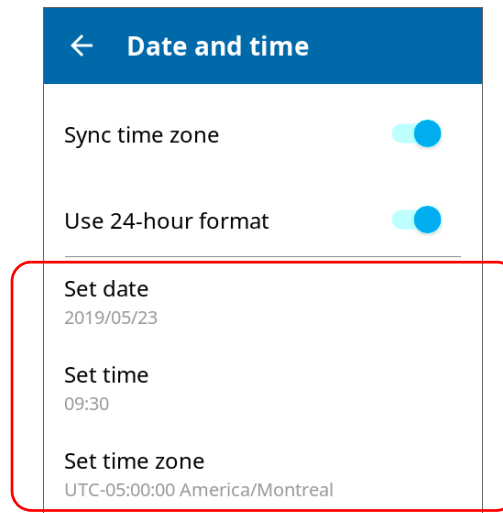 Date and time
Sync time zone
Use 24-hour format
Set date
2019/05/23
Set time
09:30
Set time zone
UTC-05:00:00 America/Montreal